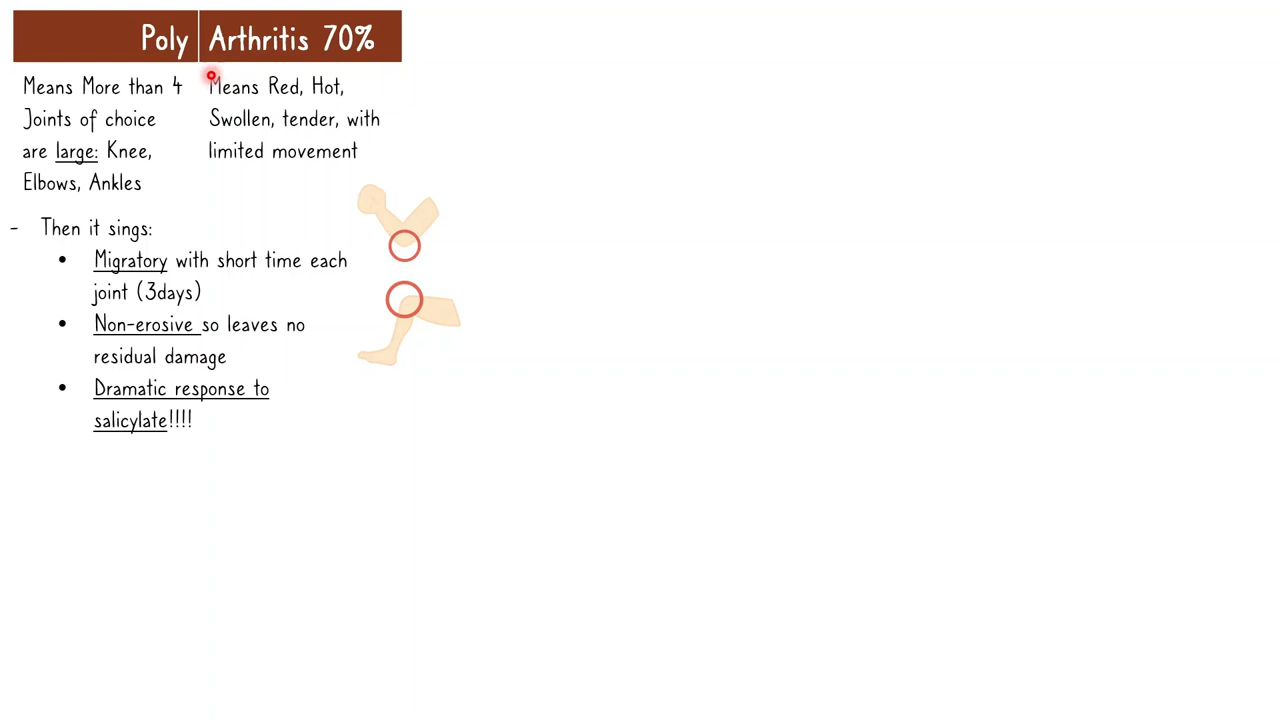 Poly Arthritis 70%
Means More than 4
Joints of choice
are large: Knee,
Elbows, Ankles
Means Red, Hot,
Swollen, tender, with
limited movement
- Then it sings:
• Migratory with short time each
joint (3days)
• Non-erosive so leaves no
residual damage
• Dramatic response to
salicylate!!!!